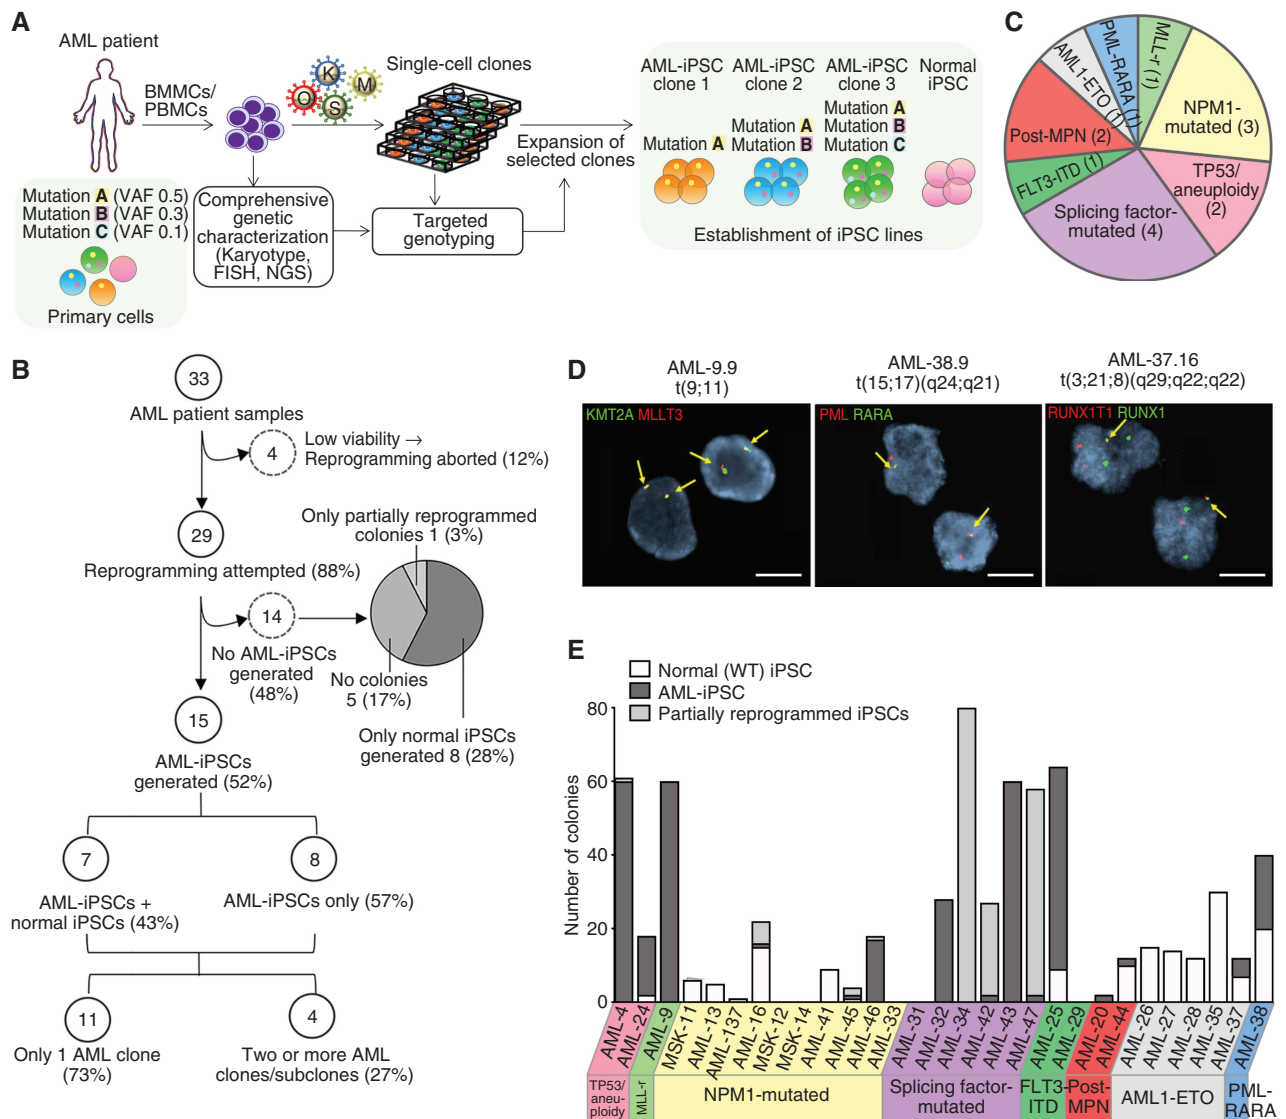 A
AML patient
BMMCs/
PBMCs
K
M
O
S
Single-cell clones
Expansion of
selected clones
Mutation A (VAF 0.5)
Mutation B (VAF 0.3)
Mutation C (VAF 0.1)
Primary cells
Comprehensive
genetic
characterization
(Karyotype,
FISH, NGS)
Targeted
genotyping
AML-iPSC
clone 1
AML-iPSC
clone 2
AML-iPSC
clone 3
Normal
iPSC
Mutation A
Mutation A
Mutation B
Mutation A
Mutation B
Mutation C
Establishment of iPSC lines
C
MLL-r (1)
NPM1-
mutated (3)
TP53/
aneuploidy
(2)
Splicing factor-
mutated (4)
FLT3-ITD (1)
Post-MPN (2)
AML1-ETO (1)
PML-RARA (1)
B
33
AML patient samples
4
Low viability →
Reprogramming aborted (12%)
29
Reprogramming attempted (88%)
14
No AML-iPSCs
generated
(48%)
Only partially reprogrammed
colonies 1 (3%)
No colonies
5 (17%)
Only normal iPSCs
generated 8 (28%)
15
AML-iPSCs
generated (52%)
7
AML-iPSCs +
normal iPSCs (43%)
8
AML-iPSCs only (57%)
11
Only 1 AML clone
(73%)
4
Two or more AML
clones/subclones (27%)
D
AML-9.9
t(9;11)
KMT2A MLLT3
AML-38.9
t(15;17)(q24;q21)
PML RARA
AML-37.16
t(3;21;8)(q29;q22;q22)
RUNX1T1 RUNX1
E
Normal (WT) iPSC
AML-iPSC
Partially reprogrammed iPSCs
Number of colonies
80
60
40
20
0
AML-4
AML-24
AML-9
MSK-11
AML-13
AML-137
AML-16
MSK-12
MSK-14
AML-41
AML-45
AML-46
AML-33
AML-31
AML-32
AML-34
AML-42
AML-43
AML-47
AML-25
AML-29
AML-20
AML-44
AML-26
AML-27
AML-28
AML-35
AML-37
AML-38
TP53/
aneu-
ploidy
MLL-r
NPM1-mutated
Splicing factor-
mutated
FLT3-
ITD
Post-
MPN
AML1-ETO
PML-
RARA